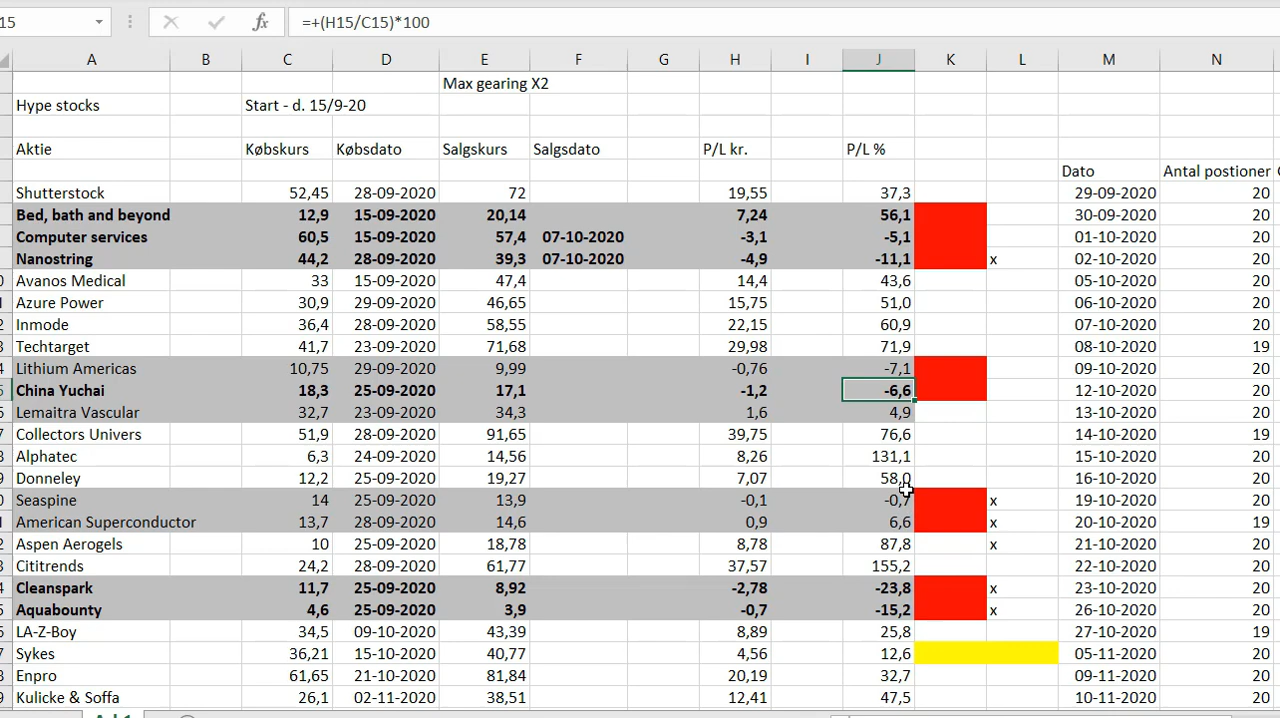 15 =+(H15/C15)*100
A B C D E F G H I J K L M N
Max gearing X2
Hype stocks Start - d. 15/9-20
Aktie Købskurs Købsdato Salgskurs Salgsdato P/L kr. P/L %
Dato Antal postioner
Shutterstock 52,45 28-09-2020 72 19,55 37,3 29-09-2020 20
Bed, bath and beyond 12,9 15-09-2020 20,14 7,24 56,1 30-09-2020 20
Computer services 60,5 15-09-2020 57,4 07-10-2020 -3,1 -5,1 01-10-2020 20
Nanostring 44,2 28-09-2020 39,3 07-10-2020 -4,9 -11,1 x 02-10-2020 20
Avanos Medical 33 15-09-2020 47,4 14,4 43,6 05-10-2020 20
Azure Power 30,9 29-09-2020 46,65 15,75 51,0 06-10-2020 20
Inmode 36,4 28-09-2020 58,55 22,15 60,9 07-10-2020 20
Techtarget 41,7 23-09-2020 71,68 29,98 71,9 08-10-2020 19
Lithium Americas 10,75 29-09-2020 9,99 -0,76 -7,1 09-10-2020 20
China Yuchai 18,3 25-09-2020 17,1 -1,2 -6,6 12-10-2020 20
Lemaitra Vascular 32,7 23-09-2020 34,3 1,6 4,9 13-10-2020 20
Collectors Univers 51,9 28-09-2020 91,65 39,75 76,6 14-10-2020 19
Alphatec 6,3 24-09-2020 14,56 8,26 131,1 15-10-2020 20
Donneley 12,2 25-09-2020 19,27 7,07 58,0 16-10-2020 20
Seaspine 14 25-09-2020 13,9 -0,1 -0,7 x 19-10-2020 20
American Superconductor 13,7 28-09-2020 14,6 0,9 6,6 x 20-10-2020 19
Aspen Aerogels 10 25-09-2020 18,78 8,78 87,8 x 21-10-2020 20
Cititrends 24,2 28-09-2020 61,77 37,57 155,2 22-10-2020 20
Cleanspark 11,7 25-09-2020 8,92 -2,78 -23,8 x 23-10-2020 20
Aquabounty 4,6 25-09-2020 3,9 -0,7 -15,2 x 26-10-2020 20
LA-Z-Boy 34,5 09-10-2020 43,39 8,89 25,8 27-10-2020 19
Sykes 36,21 15-10-2020 40,77 4,56 12,6 05-11-2020 20
Enpro 61,65 21-10-2020 81,84 20,19 32,7 09-11-2020 20
Kulicke & Soffa 26,1 02-11-2020 38,51 12,41 47,5 10-11-2020 20